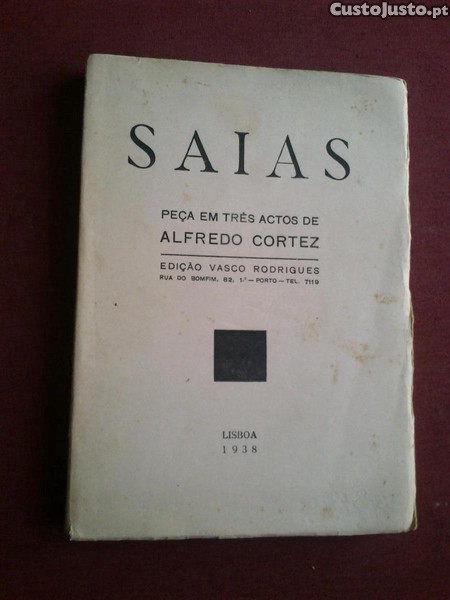 CustoJusto.pt
SAIAS
PEÇA EM TRÊS ACTOS DE
ALFREDO CORTEZ
EDIÇÃO VASCO RODRIGUES
RUA DO BOMFIM, 82, 1.º — PORTO — TEL. 7119
LISBOA
1938